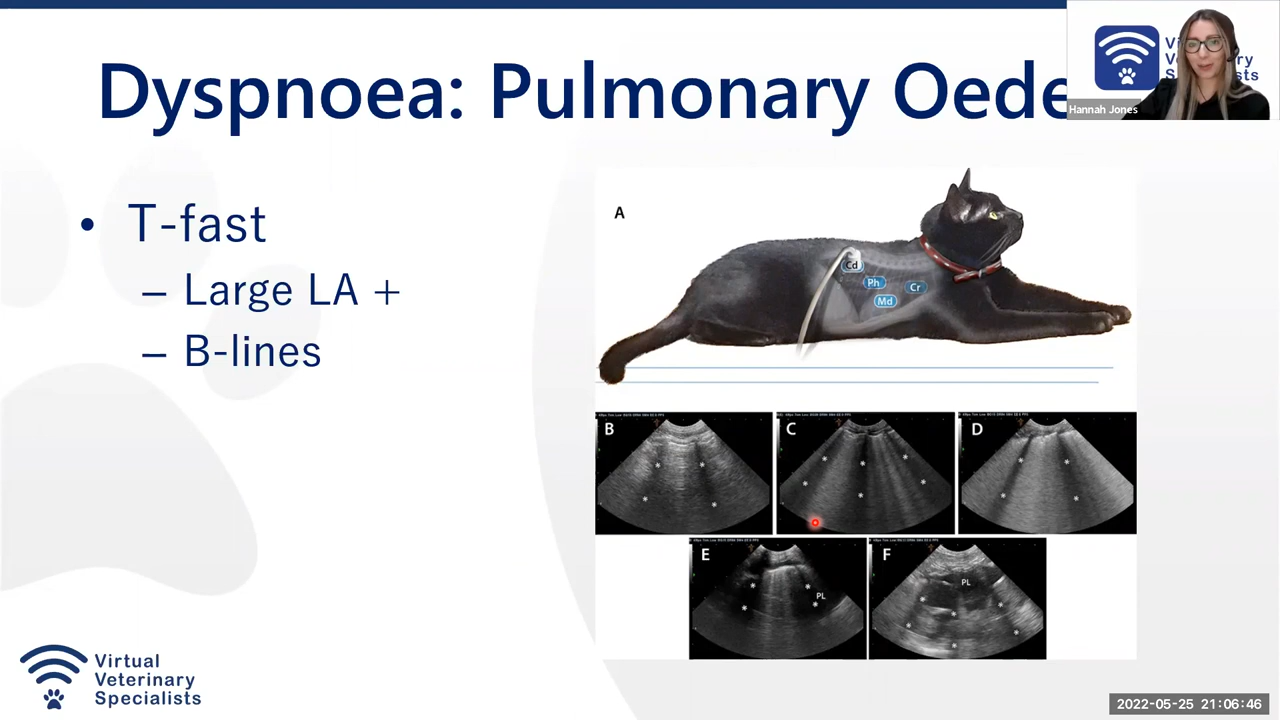 Dyspnoea: Pulmonary Oede
Hannah Jones
• T-fast
– Large LA +
– B-lines
A
Cd
Ph
Cr
Md
B
C
D
E
PL
F
PL
Virtual
Veterinary
Specialists
2022-05-25 21:06:46